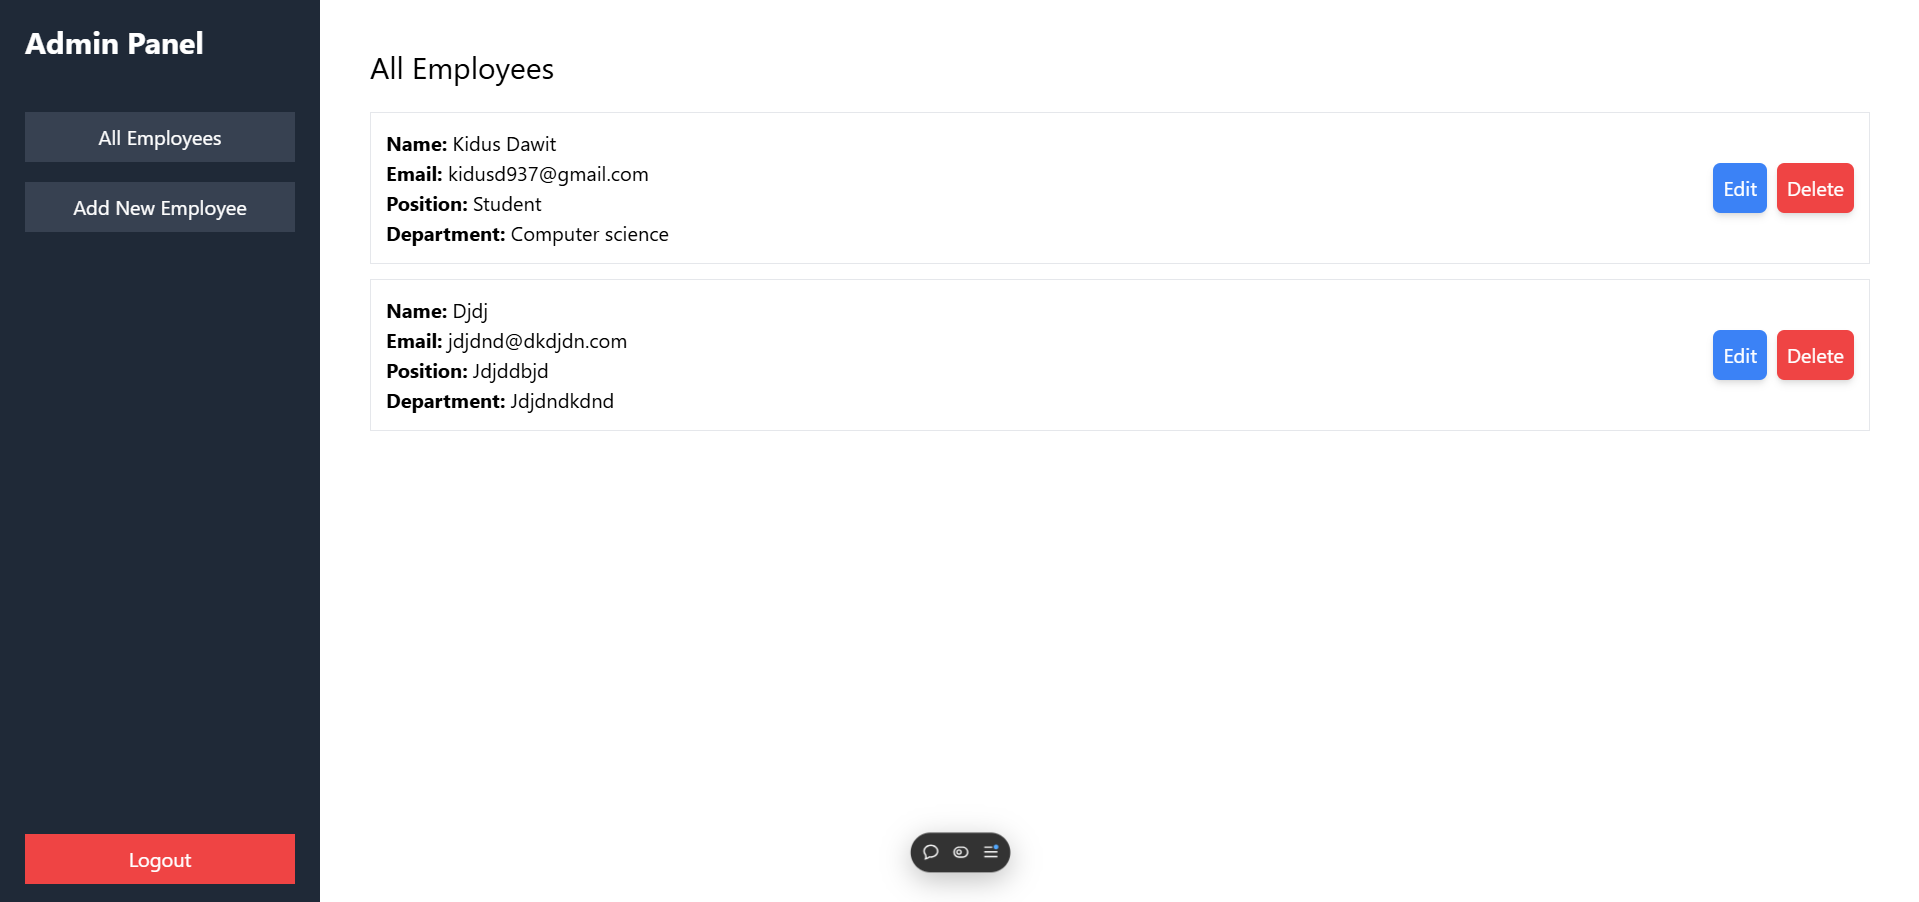 Admin Panel
All Employees
Add New Employee
Logout
All Employees
Name: Kidus Dawit
Email: kidusd937@gmail.com
Position: Student
Department: Computer science
Edit
Delete
Name: Djdj
Email: jdjdnd@dkdjdn.com
Position: Jdjddbjd
Department: Jdjdndkdnd
Edit
Delete